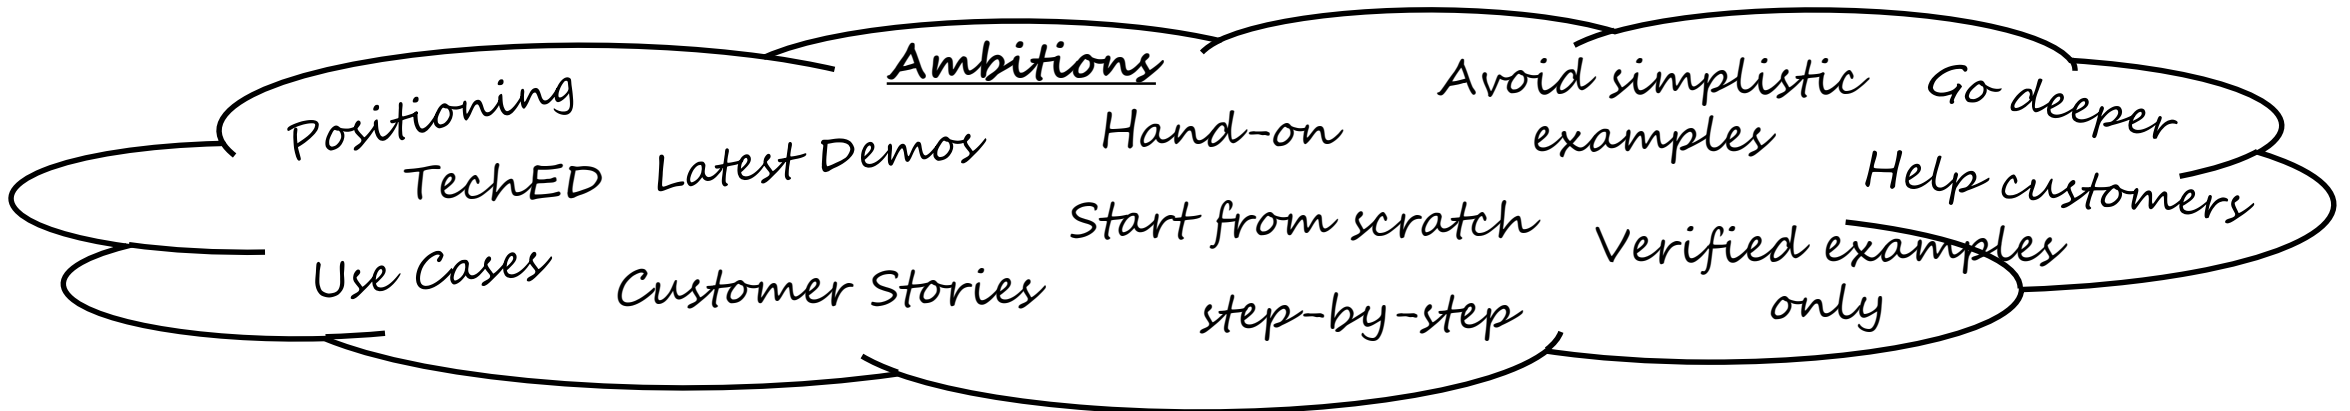 Ambitions
Positioning
TechED
Latest Demos
Use Cases
Customer Stories
Hand-on
Start from scratch
step-by-step
Avoid simplistic
examples
Go deeper
Help customers
Verified examples
only